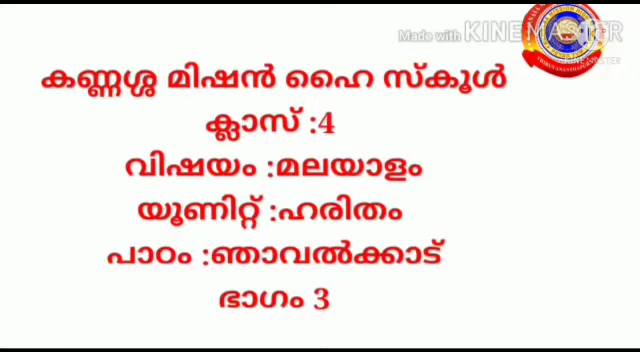 Made with KINEMASTER
കണ്ണശ്ശ മിഷൻ ഹൈ സ്കൂൾ
ക്ലാസ് :4
വിഷയം :മലയാളം
യൂണിറ്റ് :ഹരിതം
പാഠം :ഞാവൽക്കാട്
ഭാഗം 3